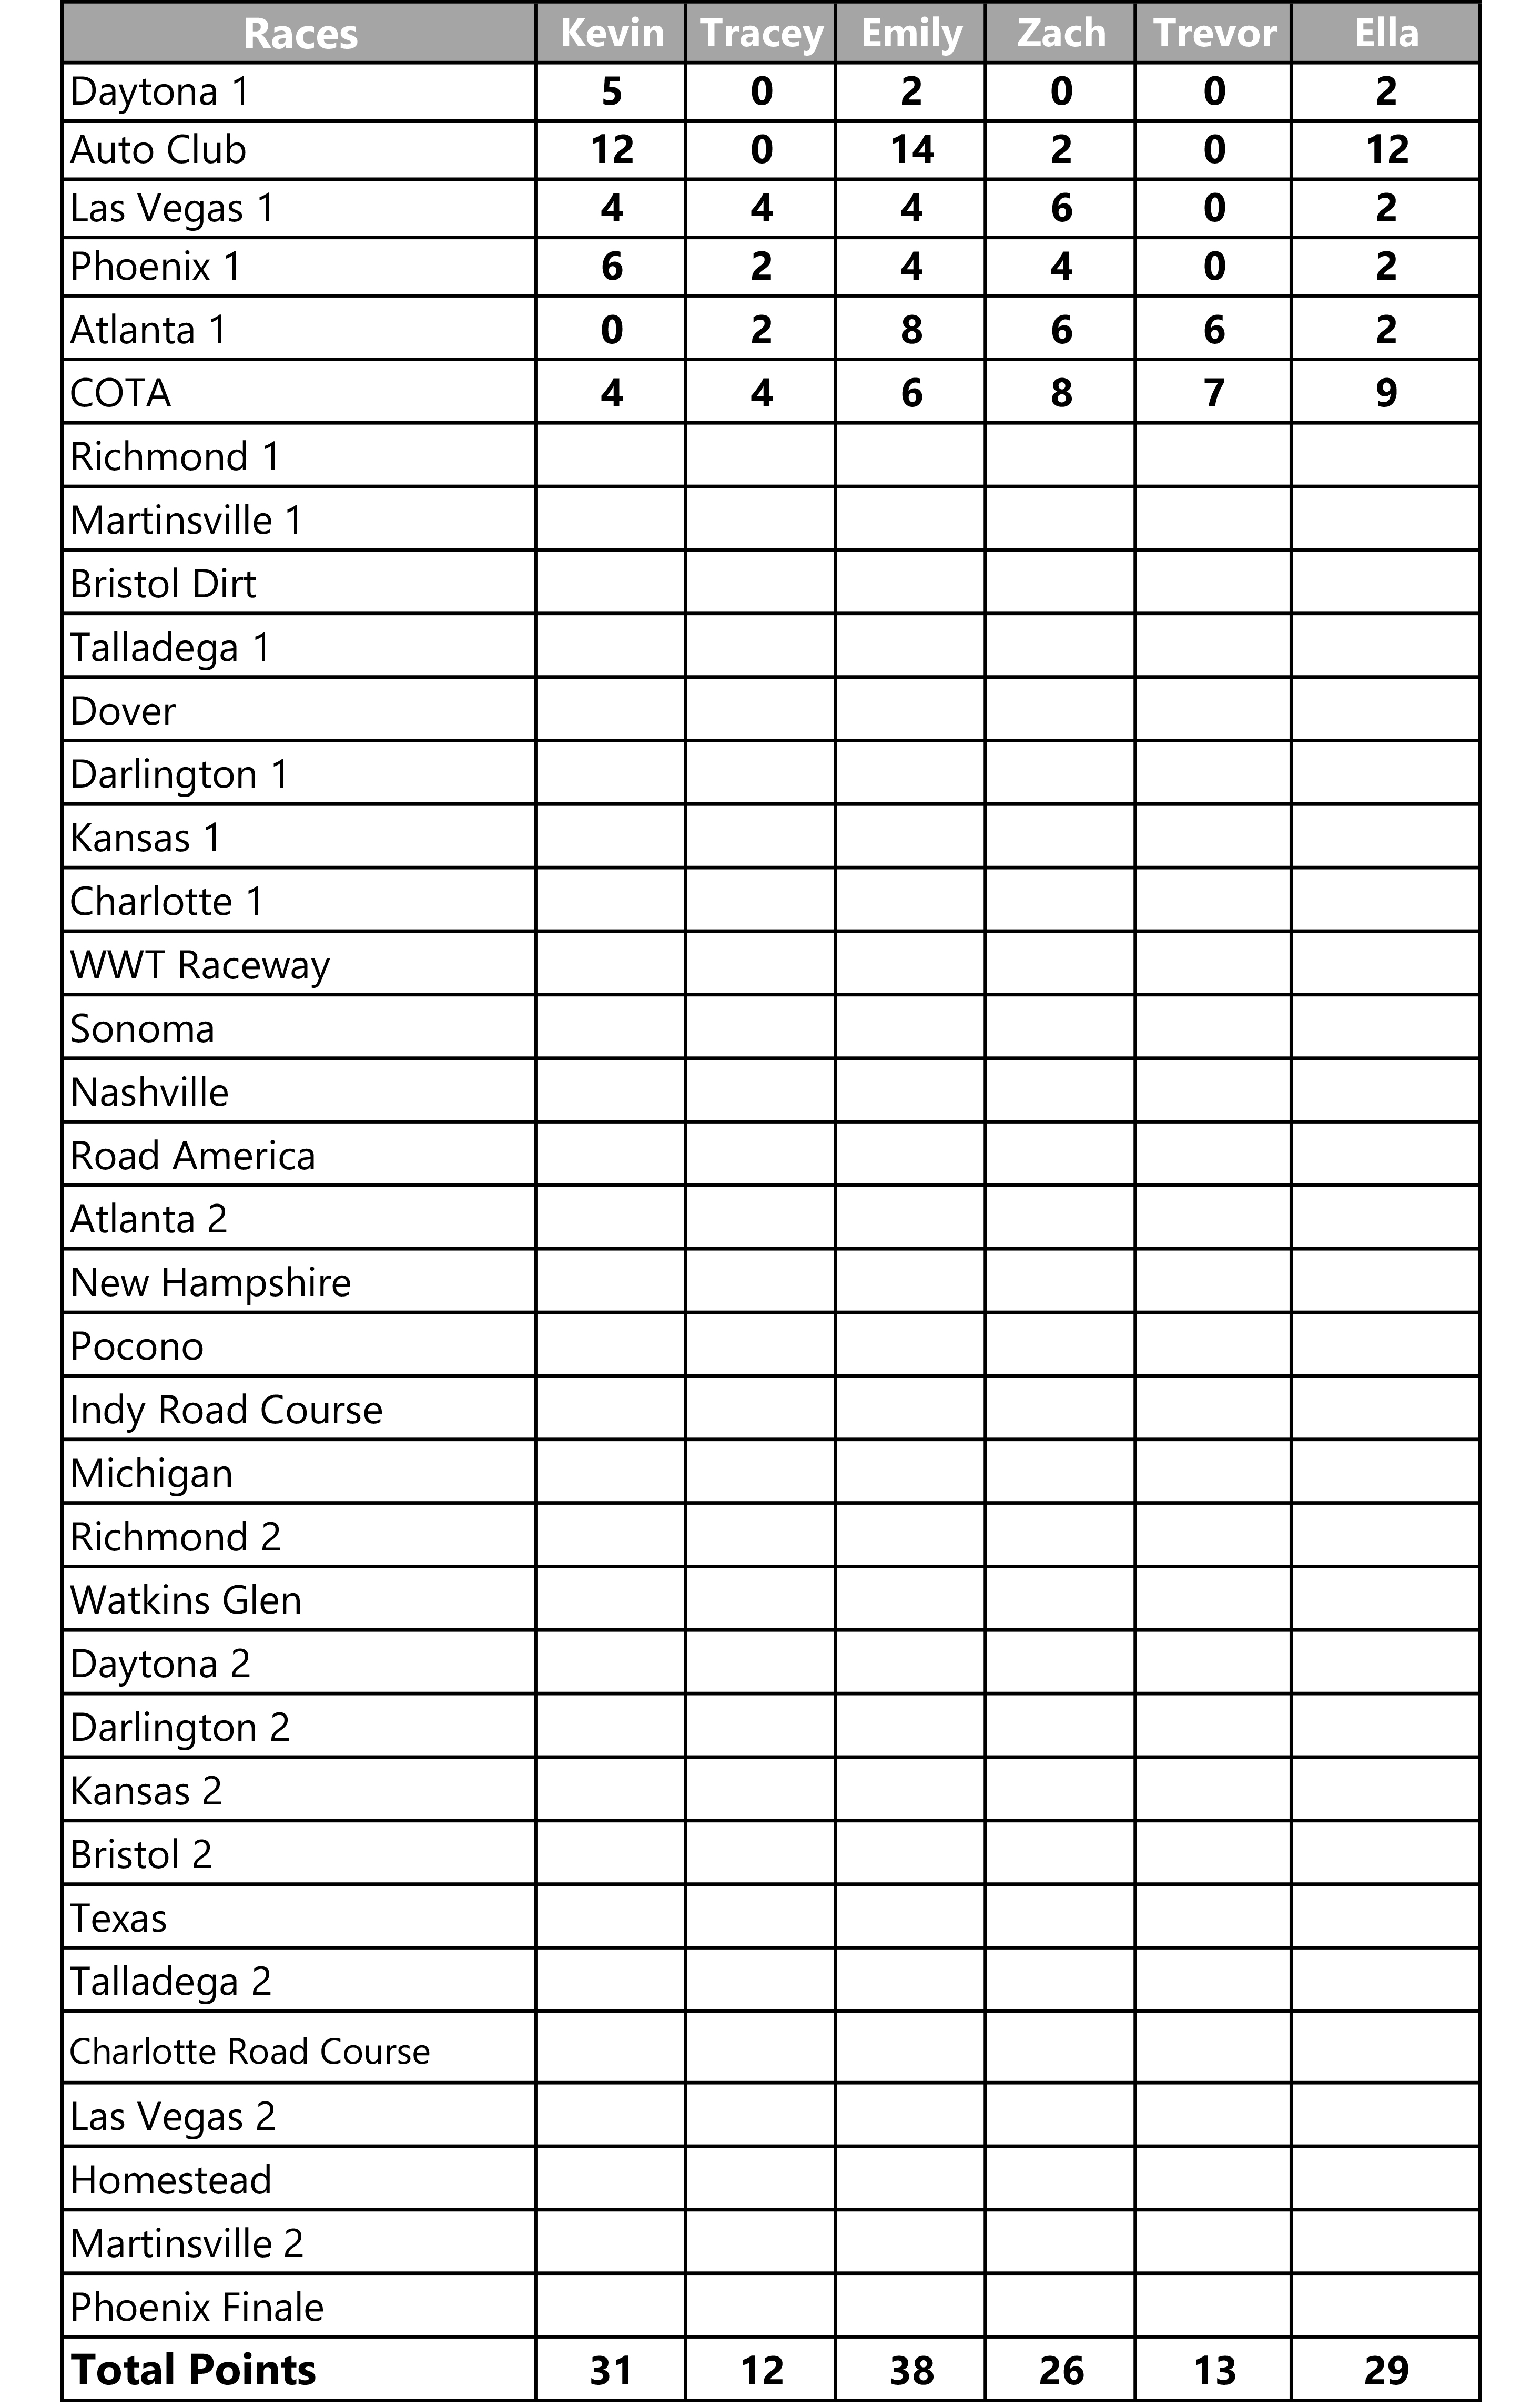 Races Kevin Tracey Emily Zach Trevor Ella
Daytona 1 5 0 2 0 0 2
Auto Club 12 0 14 2 0 12
Las Vegas 1 4 4 4 6 0 2
Phoenix 1 6 2 4 4 0 2
Atlanta 1 0 2 8 6 6 2
COTA 4 4 6 8 7 9
Richmond 1
Martinsville 1
Bristol Dirt
Talladega 1
Dover
Darlington 1
Kansas 1
Charlotte 1
WWT Raceway
Sonoma
Nashville
Road America
Atlanta 2
New Hampshire
Pocono
Indy Road Course
Michigan
Richmond 2
Watkins Glen
Daytona 2
Darlington 2
Kansas 2
Bristol 2
Texas
Talladega 2
Charlotte Road Course
Las Vegas 2
Homestead
Martinsville 2
Phoenix Finale
Total Points 31 12 38 26 13 29